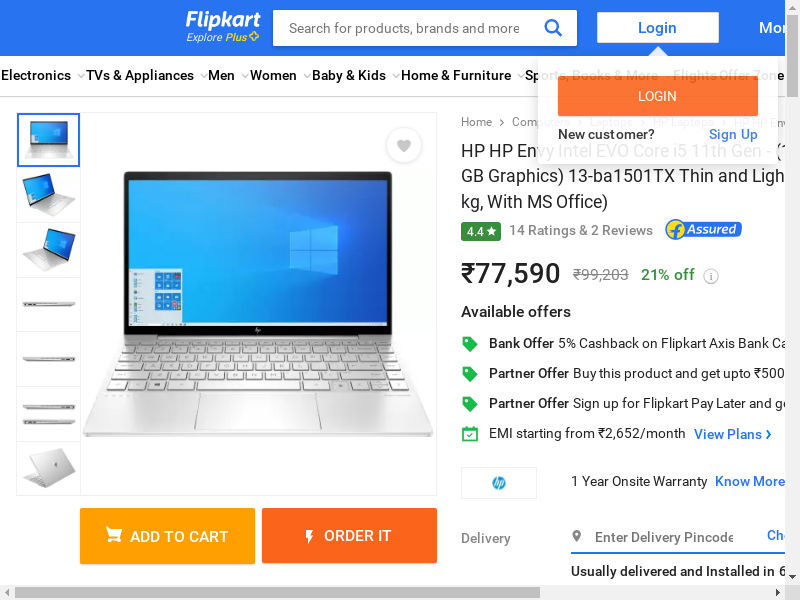 Flipkart
Explore Plus
Search for products, brands and more
Login
Mor
Electronics
TVs & Appliances
Men
Women
Baby & Kids
Home & Furniture
Sports, Books & More
Flights
Offer Zone
LOGIN
New customer?
Sign Up
Home
Computers
Laptops
HP Laptops
HP HP Env
HP HP Envy Intel EVO Core i5 11th Gen - (1
GB Graphics) 13-ba1501TX Thin and Ligh
kg, With MS Office)
4.4
14 Ratings & 2 Reviews
Assured
₹77,590
₹99,203
21% off
Available offers
Bank Offer 5% Cashback on Flipkart Axis Bank Ca
Partner Offer Buy this product and get upto ₹500
Partner Offer Sign up for Flipkart Pay Later and ge
EMI starting from ₹2,652/month
View Plans
hp
1 Year Onsite Warranty
Know More
ADD TO CART
ORDER IT
Delivery
Enter Delivery Pincode
Che
Usually delivered and Installed in 6